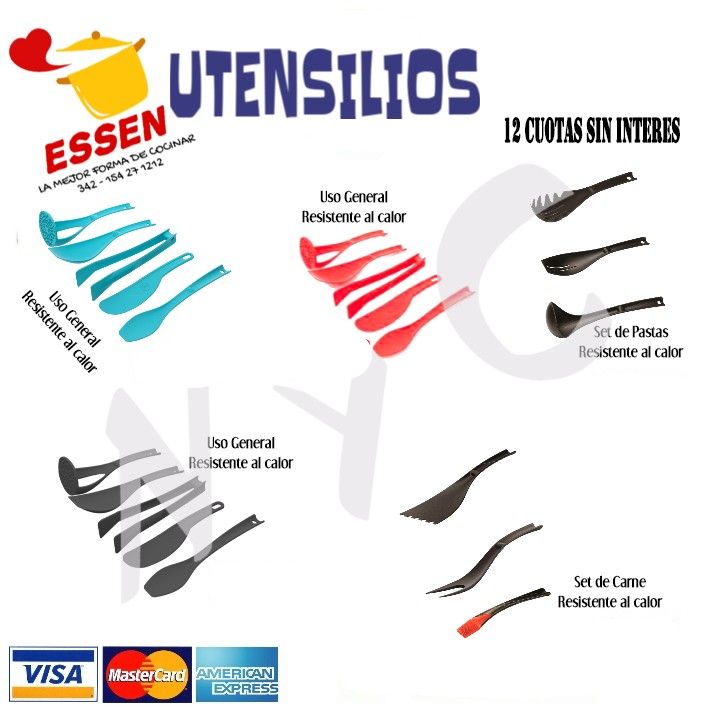 UTENSILIOS
ESSEN
LA MEJOR FORMA DE COCINAR
342 - 154 27 1212
12 CUOTAS SIN INTERES
Uso General
Resistente al calor
Uso General
Resistente al calor
Set de Pastas
Resistente al calor
Uso General
Resistente al calor
Set de Carne
Resistente al calor
N Y C
VISA
MasterCard
AMERICAN
EXPRESS